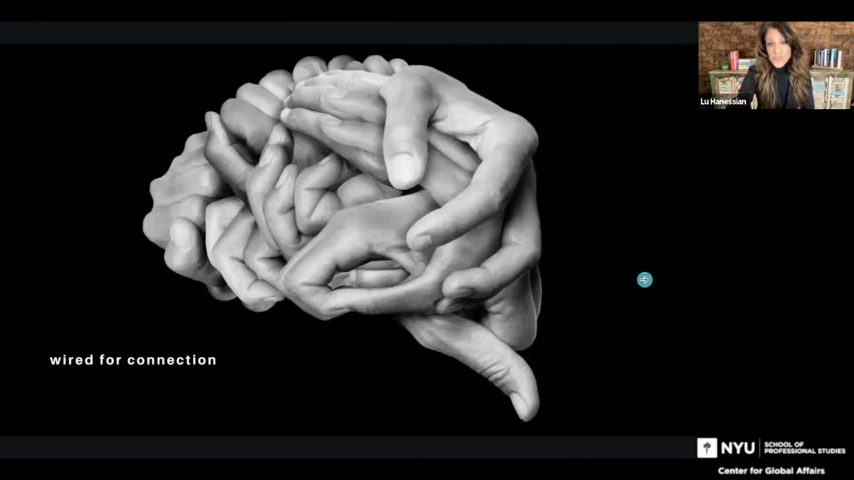 Lu Hanessian
wired for connection
NYU
SCHOOL OF
PROFESSIONAL STUDIES
Center for Global Affairs